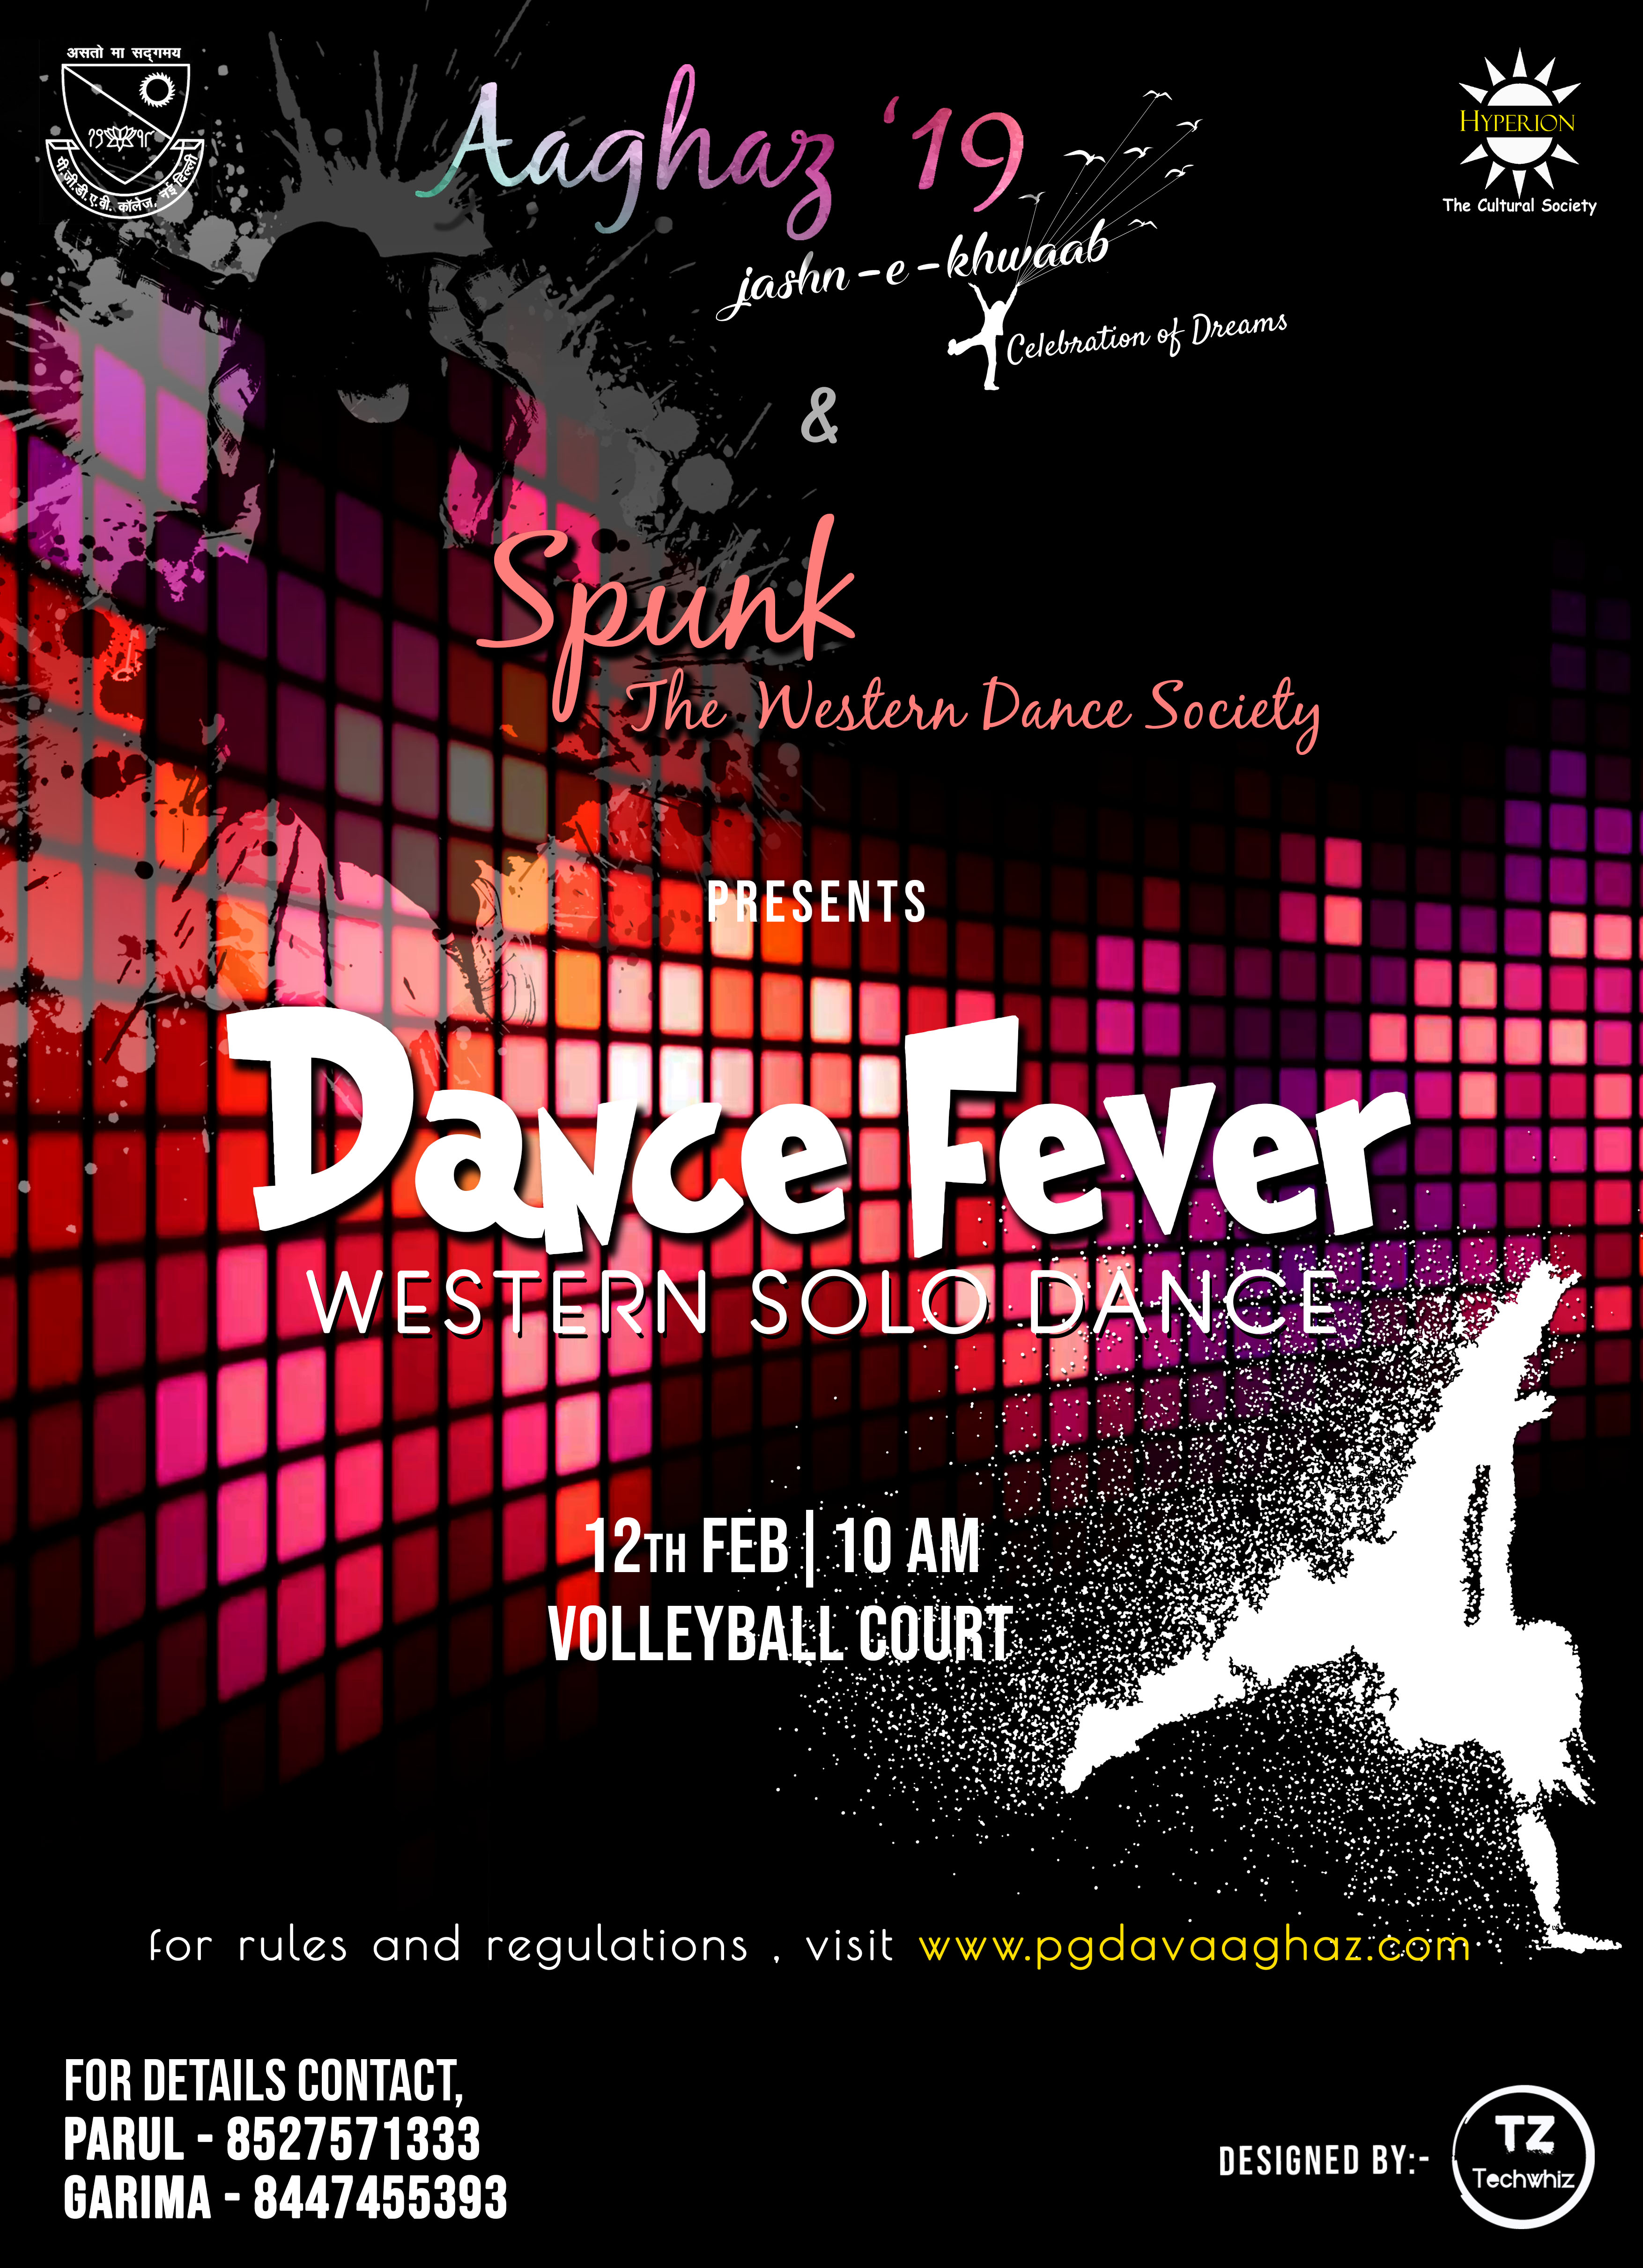 असतो मा सद्गमय
१९५८
पी.जी.डी.ए.वी. कॉलेज, नई दिल्ली
HYPERION
The Cultural Society
Aaghaz '19
jashn-e-khwaab
Celebration of Dreams
&
Spunk
The Western Dance Society
PRESENTS
Dance Fever
WESTERN SOLO DANCE
12TH FEB | 10 AM
VOLLEYBALL COURT
for rules and regulations , visit www.pgdavaaghaz.com
FOR DETAILS CONTACT,
PARUL - 8527571333
GARIMA - 8447455393
DESIGNED BY:-
TZ
Techwhiz